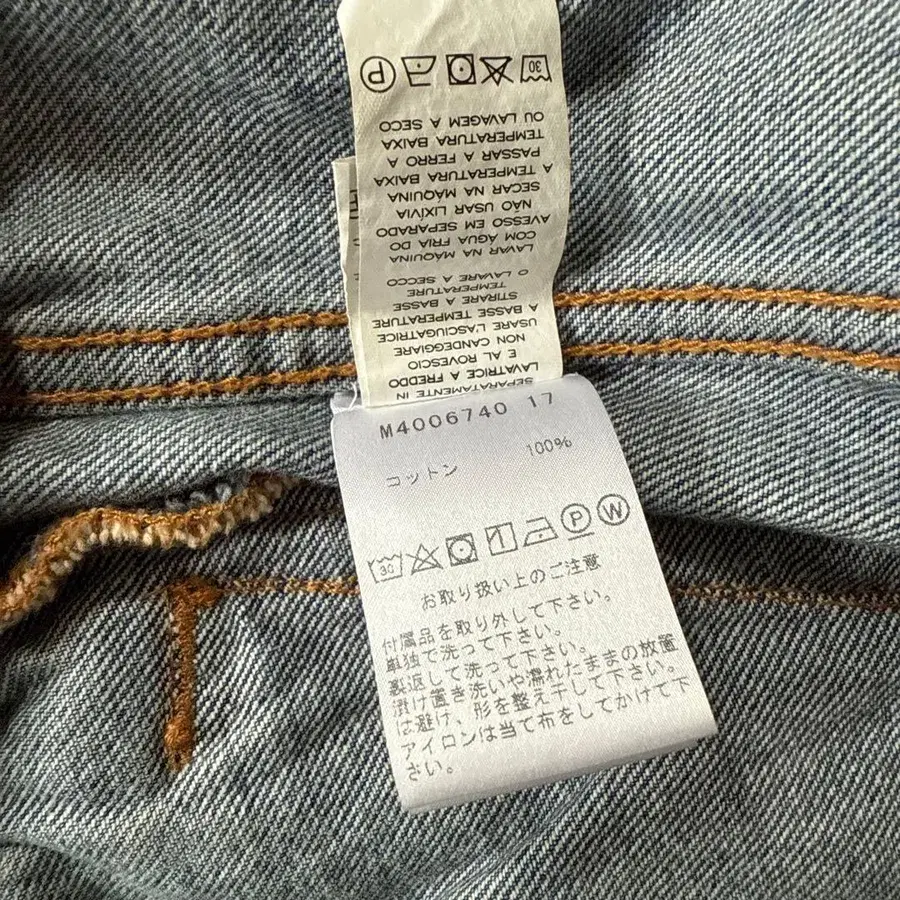 SEPARATAMENTE IN
LAVATRICE A FREDDO
E AL ROVESCIO
NON CANDEGGIARE
USARE LASCIUGATRICE
A BASSE TEMPERATURE
STIRARE A BASSE
TEMPERATURE
O LAVARE A SECCO
LAVAR NA MAQUINA
COM AGUA FRIA DO
AVESSO EM SEPARADO
NÃO USAR LIXÍVIA
SECAR NA MAQUINA
A TEMPERATURA BAIXA
PASSAR A FERRO A
TEMPERATURA BAIXA
OU LAVAGEM A SECO
30 P
M4006740 17
コットン 100%
30 P W
お取り扱い上のご注意
付属品を取り外して下さい。
単独で洗って下さい。
裏返して洗って下さい。
漬け置き洗いや濡れたままの放置
は避け、形を整え干して下さい。
アイロンは当て布をしてかけて下
さい。